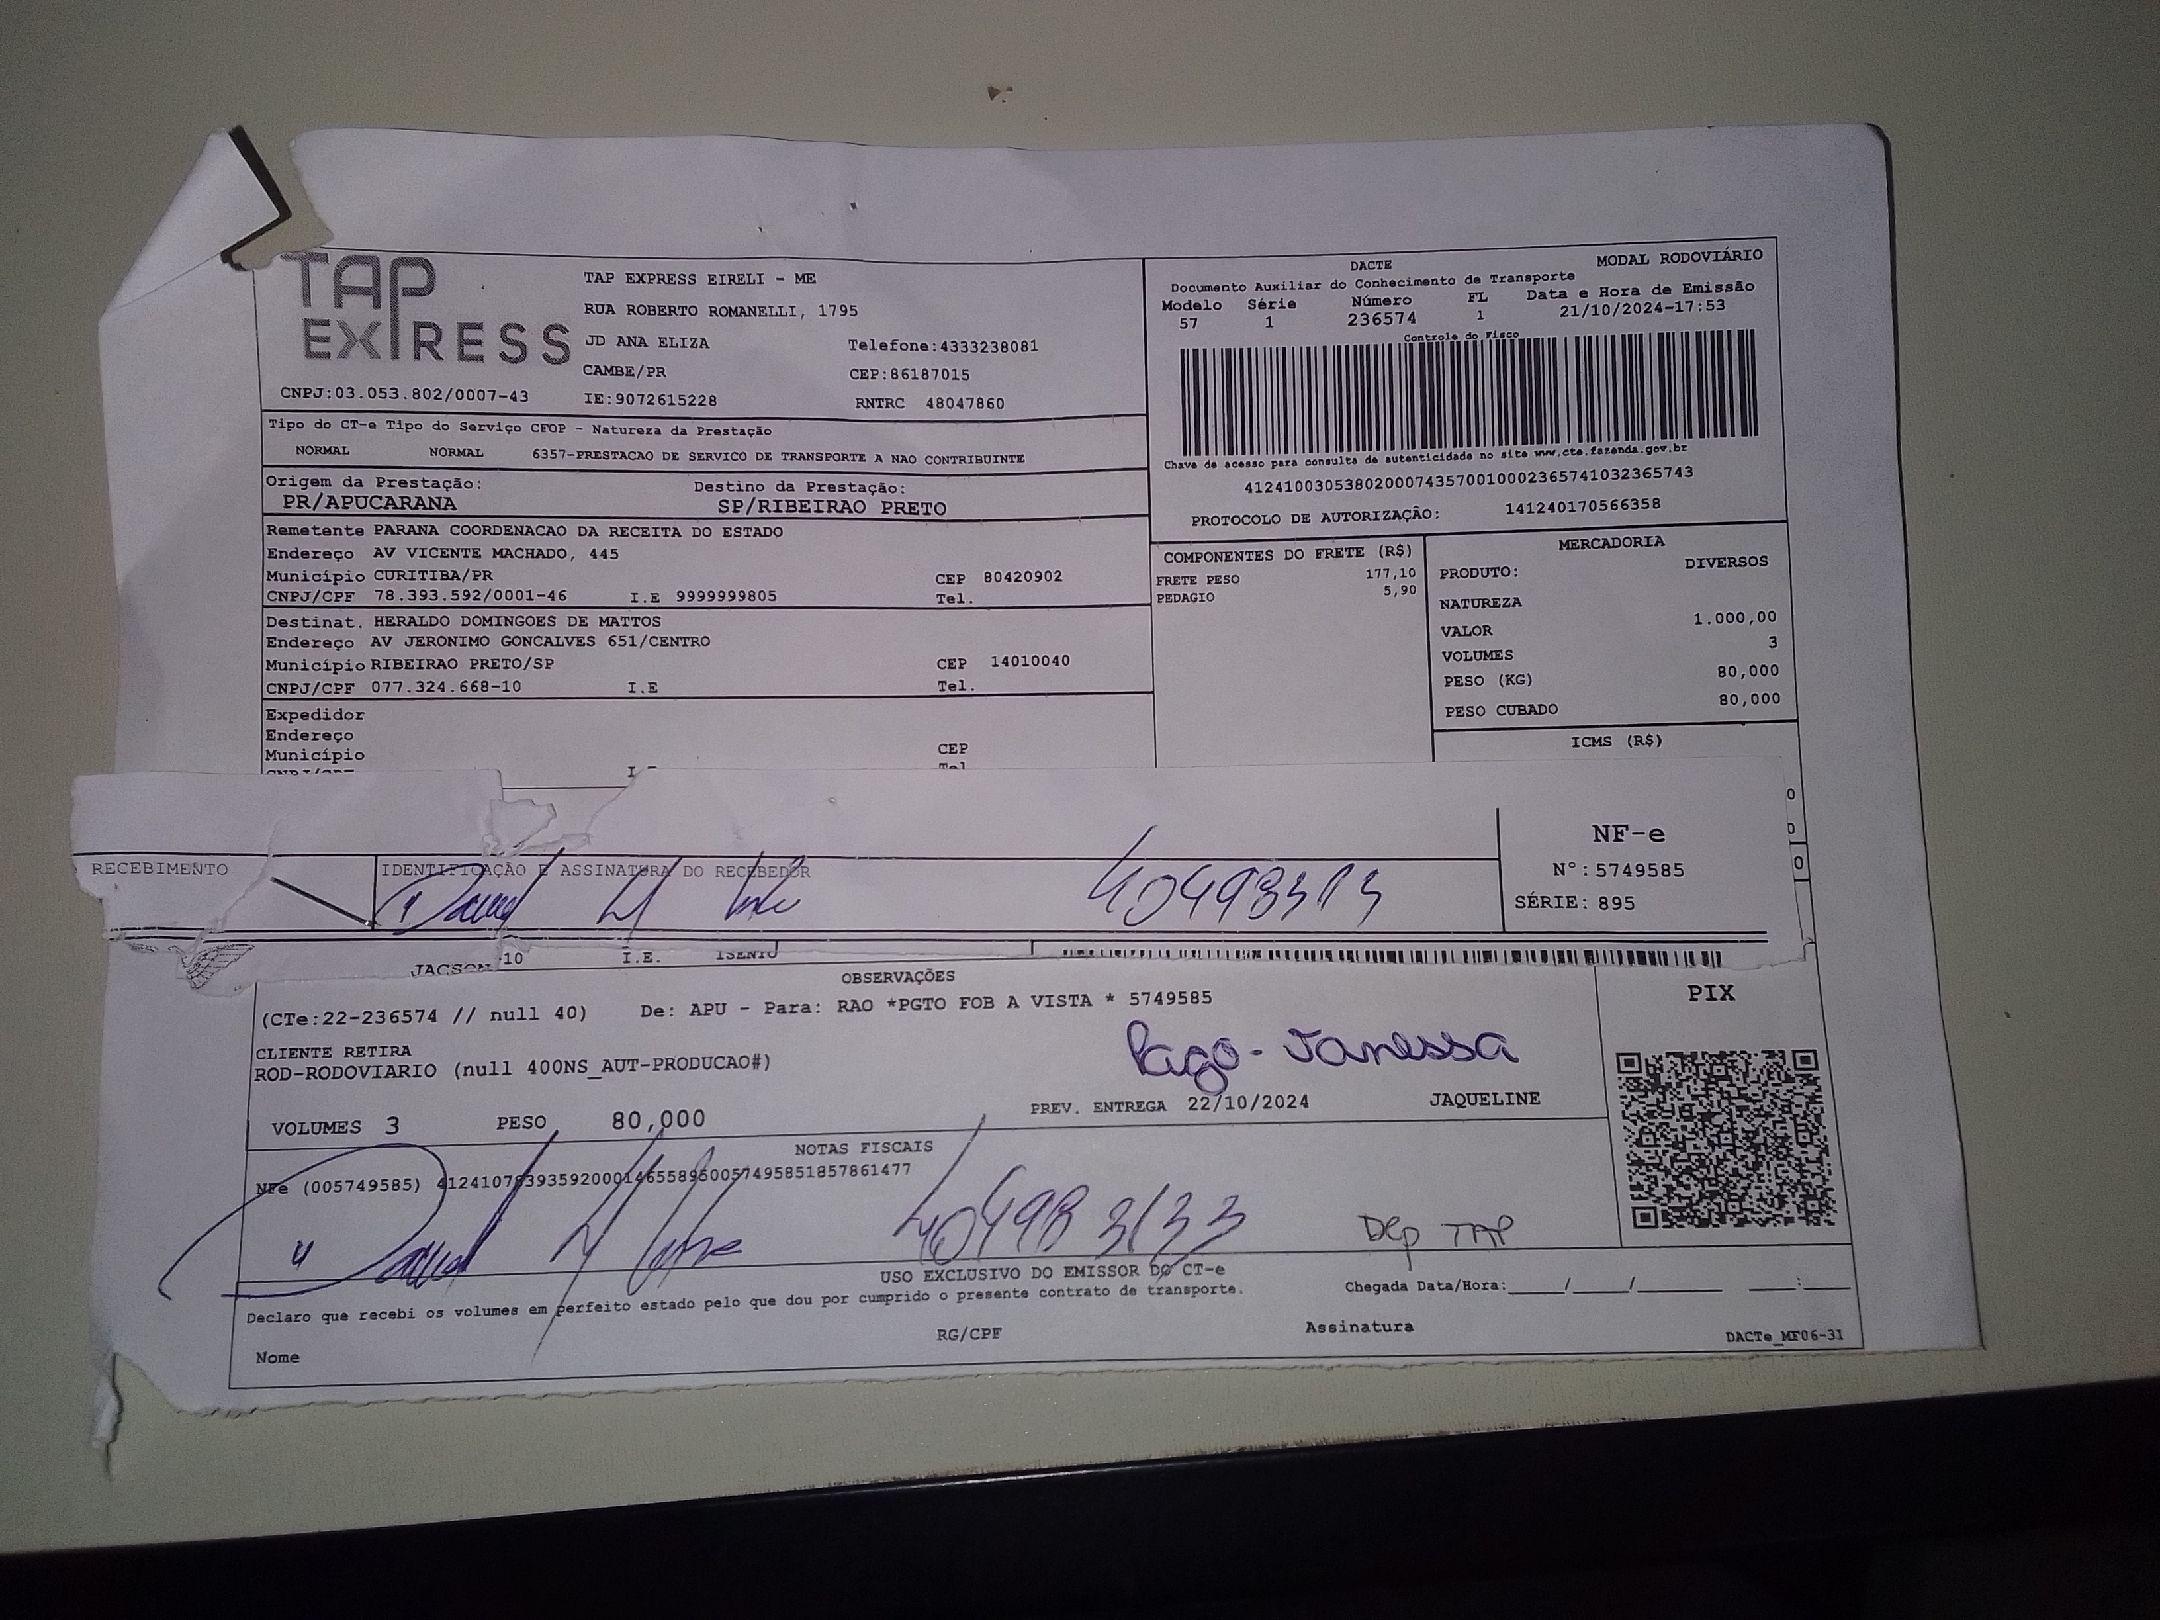 TAP
EXPRESS
TAP EXPRESS EIRELI - ME
RUA ROBERTO ROMANELLI, 1795
JD ANA ELIZA Telefone:4333238081
CAMBE/PR CEP:86187015
CNPJ:03.053.802/0007-43 IE:9072615228 RNTRC 48047860
DACTE MODAL RODOVIÁRIO
Documento Auxiliar do Conhecimento de Transporte
Modelo Série Número FL Data e Hora de Emissão
57 1 236574 1 21/10/2024-17:53
Controle do Fisco
Chave de acesso para consulta de autenticidade no site www.cte.fazenda.gov.br
41241003053802000743570010002365741032365743
PROTOCOLO DE AUTORIZAÇÃO: 141240170566358
Tipo do CT-e Tipo do Serviço CFOP - Natureza da Prestação
NORMAL NORMAL 6357-PRESTACAO DE SERVICO DE TRANSPORTE A NAO CONTRIBUINTE
Origem da Prestação: Destino da Prestação:
PR/APUCARANA SP/RIBEIRAO PRETO
Remetente PARANA COORDENACAO DA RECEITA DO ESTADO
Endereço AV VICENTE MACHADO, 445
Município CURITIBA/PR CEP 80420902
CNPJ/CPF 78.393.592/0001-46 I.E 9999999805 Tel.
Destinat. HERALDO DOMINGOES DE MATTOS
Endereço AV JERONIMO GONCALVES 651/CENTRO
Município RIBEIRAO PRETO/SP CEP 14010040
CNPJ/CPF 077.324.668-10 I.E Tel.
Expedidor
Endereço
Município CEP
CNPJ/CPF Tel
COMPONENTES DO FRETE (R$)
FRETE PESO 177,10
PEDAGIO 5,90
MERCADORIA
PRODUTO: DIVERSOS
NATUREZA
VALOR 1.000,00
VOLUMES 3
PESO (KG) 80,000
PESO CUBADO 80,000
ICMS (R$)
RECEBIMENTO IDENTIFICAÇÃO E ASSINATURA DO RECEBEDOR
NF-e
Nº:5749585
SÉRIE: 895
JACSON 10 I.E. ISENTO
OBSERVAÇÕES
(CTe:22-236574 // null 40) De: APU - Para: RAO *PGTO FOB A VISTA * 5749585
CLIENTE RETIRA
ROD-RODOVIARIO (null 400NS_AUT-PRODUCAO#)
Pago - Vanessa
VOLUMES 3 PESO 80,000 PREV. ENTREGA 22/10/2024 JAQUELINE
PIX
NOTAS FISCAIS
NFe (005749585) 41241078393592000146558950057495851857861477
Dep TAP
USO EXCLUSIVO DO EMISSOR DO CT-e
Declaro que recebi os volumes em perfeito estado pelo que dou por cumprido o presente contrato de transporte.
Chegada Data/Hora:____/____/______ ____:____
Nome RG/CPF Assinatura DACTe_MF06-31